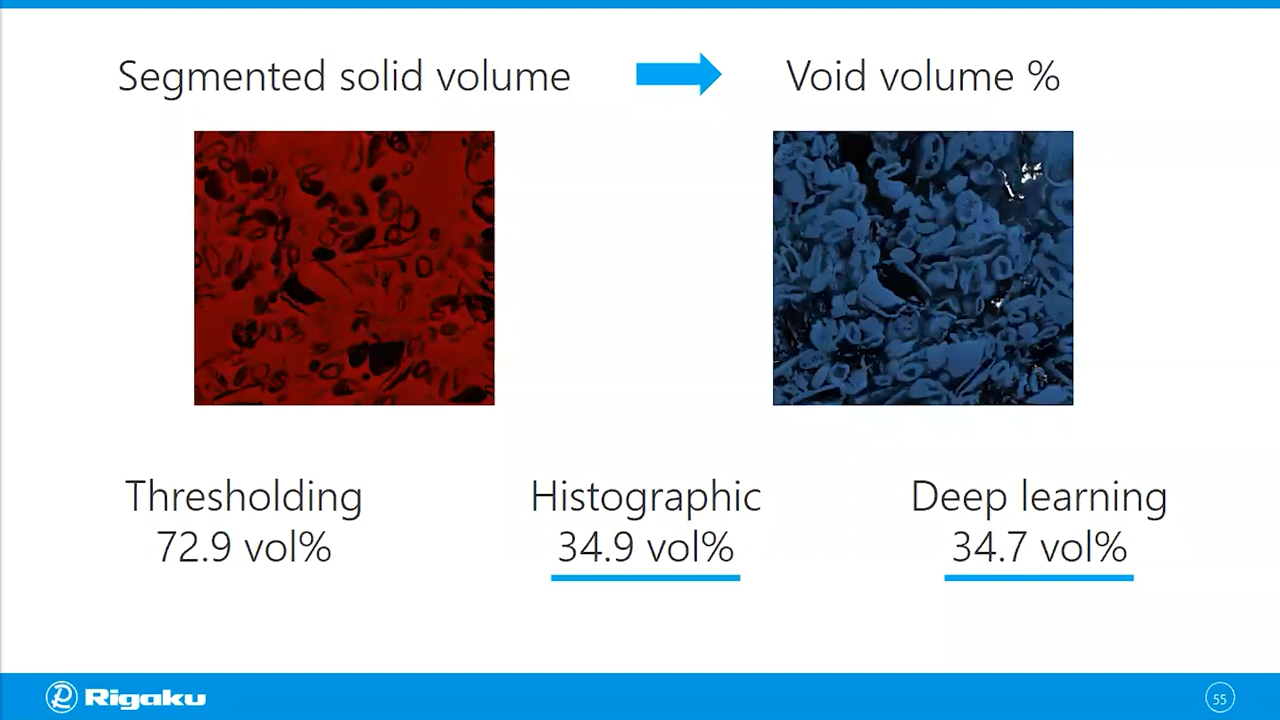 Segmented solid volume
Void volume %
Thresholding
72.9 vol%
Histographic
34.9 vol%
Deep learning
34.7 vol%
Rigaku
55